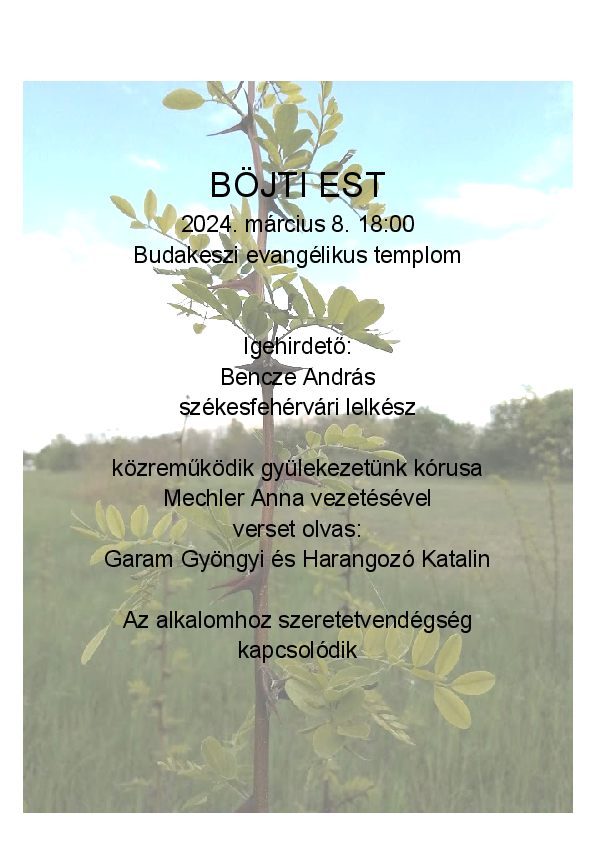 BÖJTI EST
2024. március 8. 18:00
Budakeszi evangélikus templom
Igehirdető:
Bencze András
székesfehérvári lelkész
közreműködik gyülekezetünk kórusa
Mechler Anna vezetésével
verset olvas:
Garam Gyöngyi és Harangozó Katalin
Az alkalomhoz szeretetvendégség
kapcsolódik